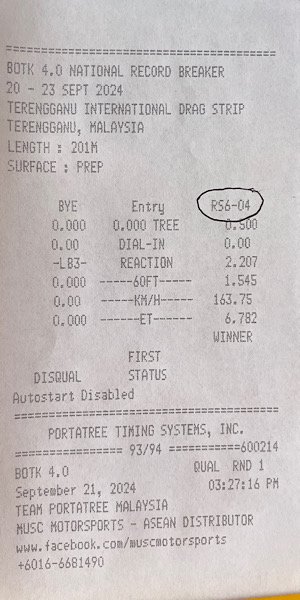 ===================================
BOTK 4.0 NATIONAL RECORD BREAKER
20 - 23 SEPT 2024
TERENGGANU INTERNATIONAL DRAG STRIP
TERENGGANU, MALAYSIA
LENGTH : 201M
SURFACE : PREP
BYE Entry RS6-04
0.000 0.000 TREE 0.500
0.00 DIAL-IN 0.00
-LB3- REACTION 2.207
0.000 ------60FT----- 1.545
0.00 -----KM/H----- 163.75
0.000 ------ET----- 6.782
WINNER
FIRST
DISQUAL STATUS
Autostart Disabled
===================================
PORTATREE TIMING SYSTEMS, INC.
============== 93/94 ==========600214
BOTK 4.0 QUAL RND 1
September 21, 2024 03:27:16 PM
TEAM PORTATREE MALAYSIA
MUSC MOTORSPORTS - ASEAN DISTRIBUTOR
www.facebook.com/muscmotorsports
+6016-6681490